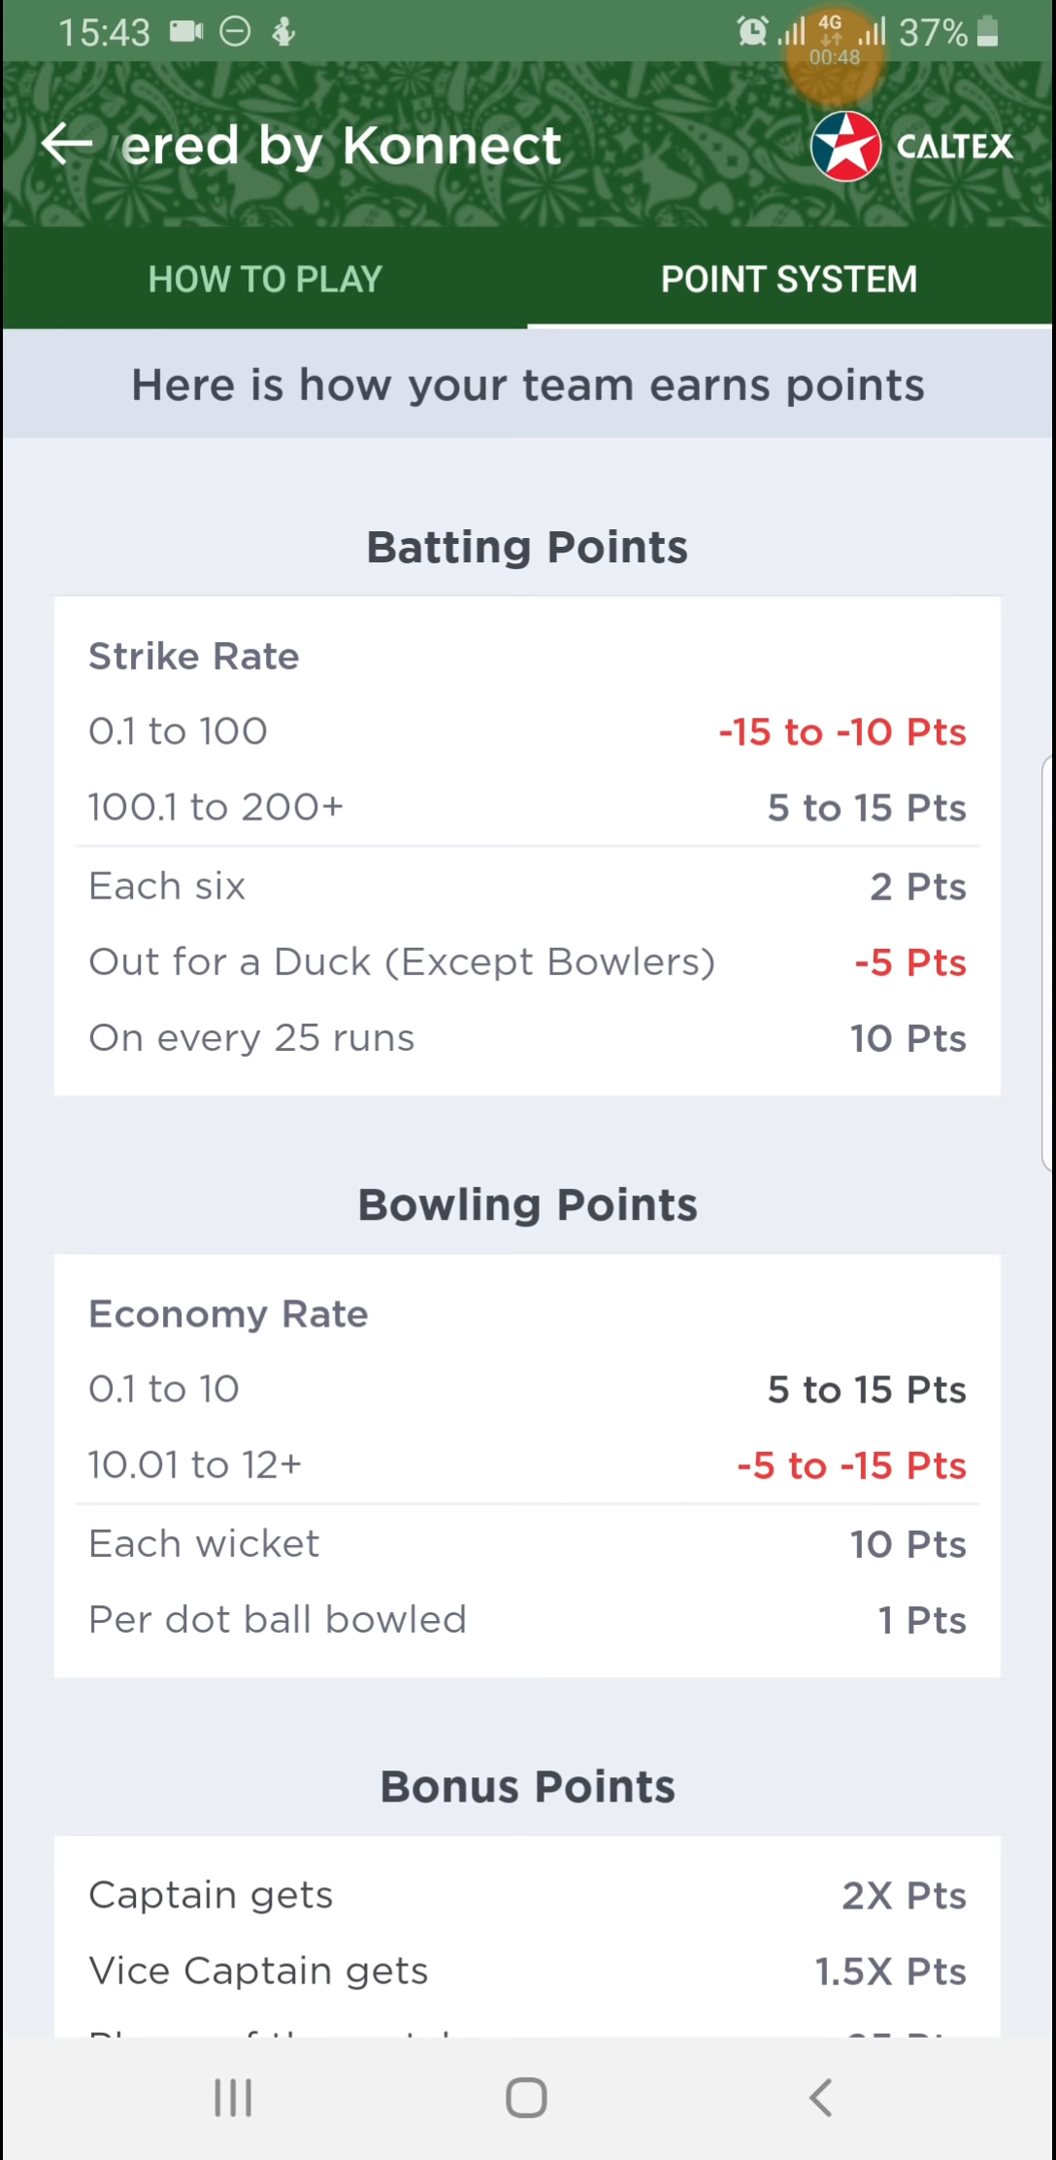 15:43 4G 37%
00:48
ered by Konnect CALTEX
HOW TO PLAY POINT SYSTEM
Here is how your team earns points
Batting Points
Strike Rate
0.1 to 100 -15 to -10 Pts
100.1 to 200+ 5 to 15 Pts
Each six 2 Pts
Out for a Duck (Except Bowlers) -5 Pts
On every 25 runs 10 Pts
Bowling Points
Economy Rate
0.1 to 10 5 to 15 Pts
10.01 to 12+ -5 to -15 Pts
Each wicket 10 Pts
Per dot ball bowled 1 Pts
Bonus Points
Captain gets 2X Pts
Vice Captain gets 1.5X Pts